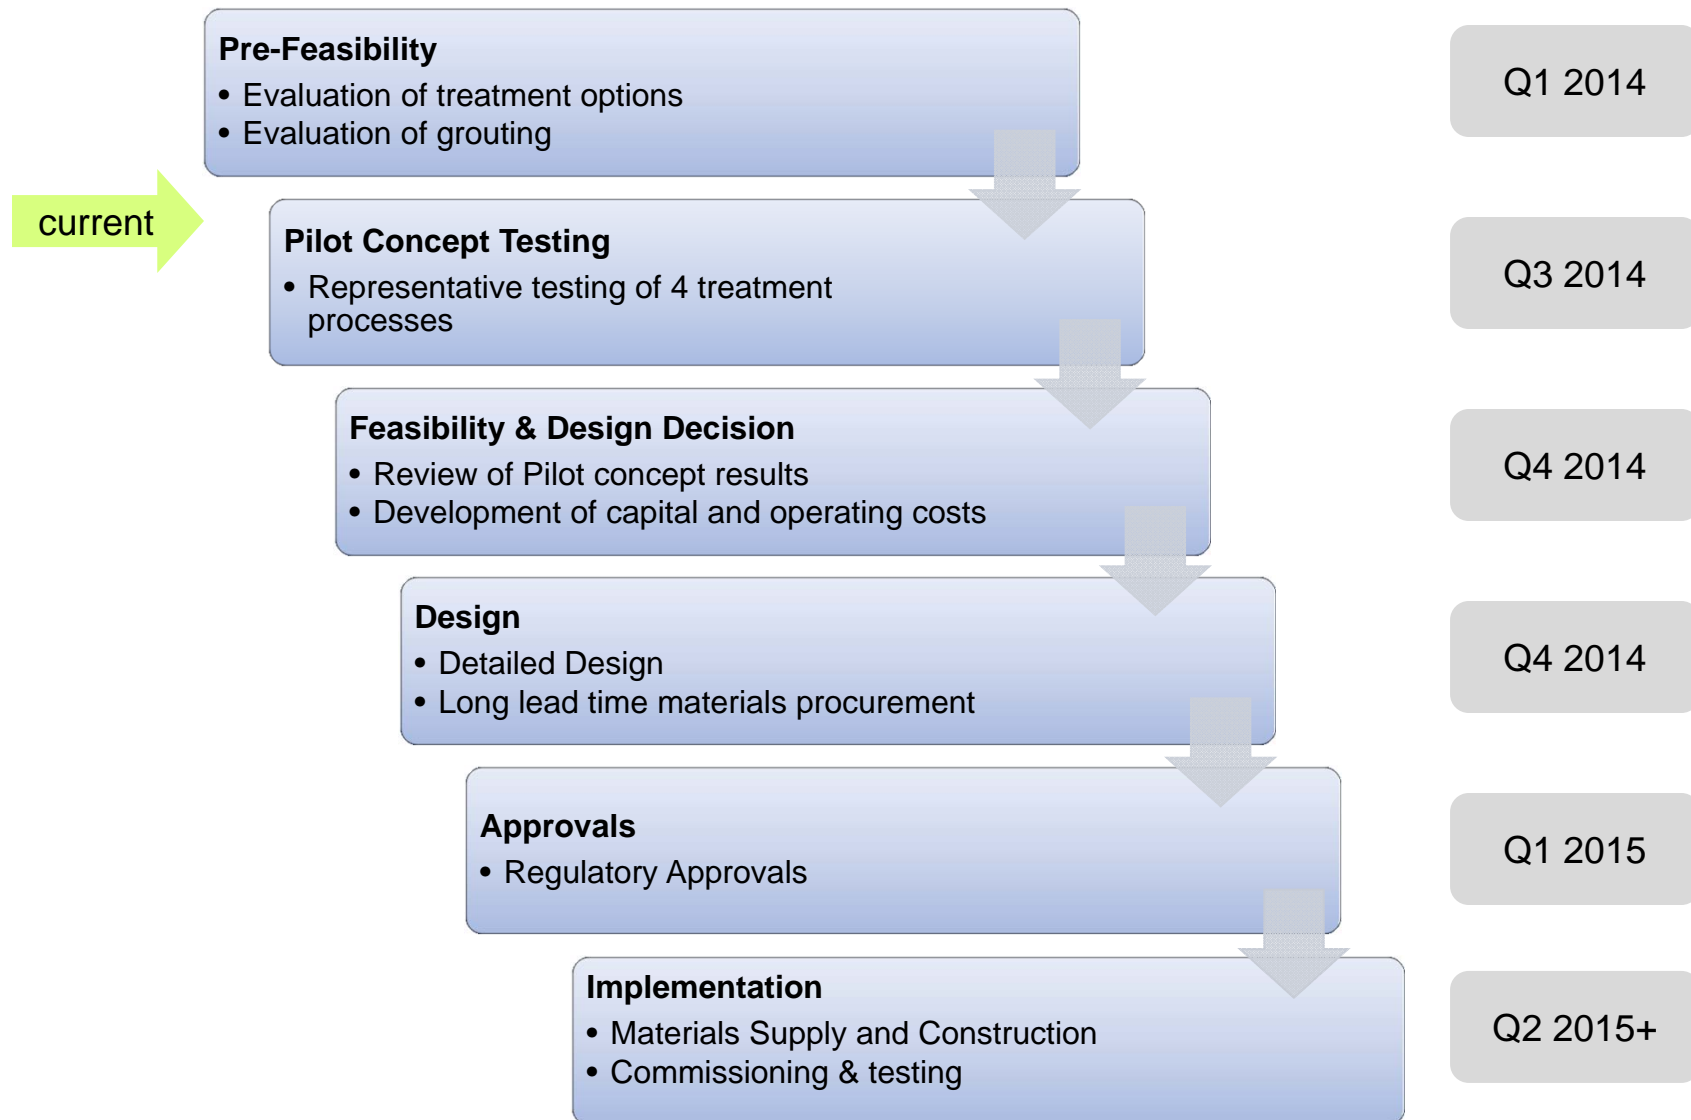 Pre-Feasibility
• Evaluation of treatment options
• Evaluation of grouting
Q1 2014
current
Pilot Concept Testing
• Representative testing of 4 treatment
processes
Q3 2014
Feasibility & Design Decision
• Review of Pilot concept results
• Development of capital and operating costs
Q4 2014
Design
• Detailed Design
• Long lead time materials procurement
Q4 2014
Approvals
• Regulatory Approvals
Q1 2015
Implementation
• Materials Supply and Construction
• Commissioning & testing
Q2 2015+